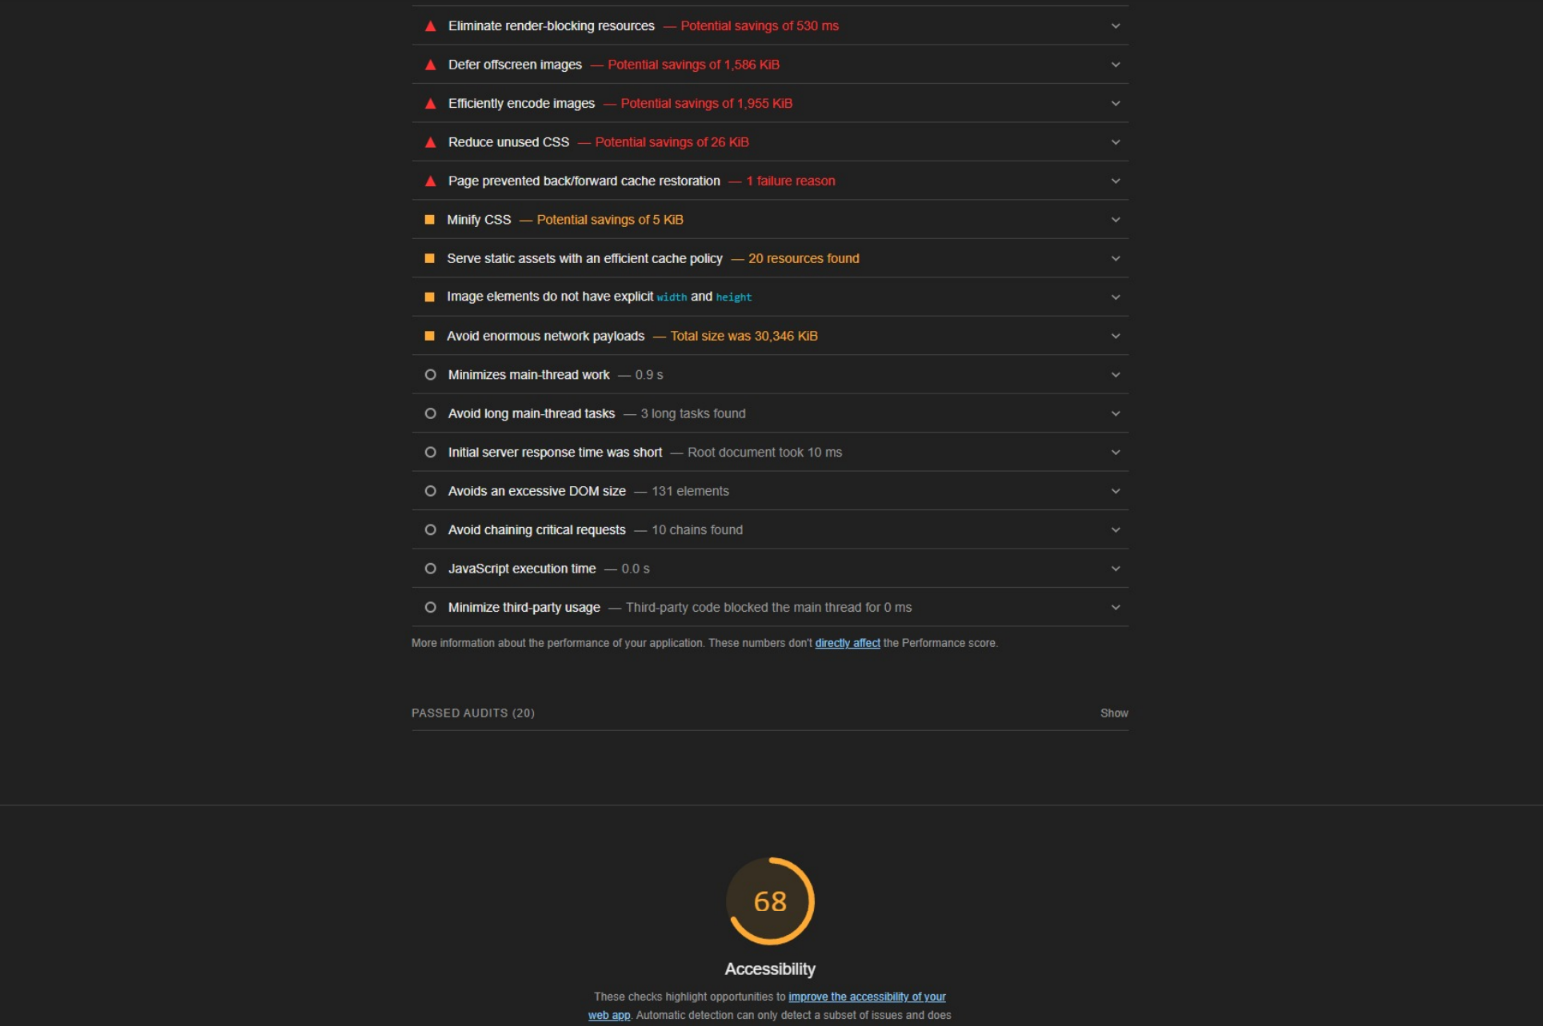 Eliminate render-blocking resources — Potential savings of 530 ms
Defer offscreen images — Potential savings of 1,586 KiB
Efficiently encode images — Potential savings of 1,955 KiB
Reduce unused CSS — Potential savings of 26 KiB
Page prevented back/forward cache restoration — 1 failure reason
Minify CSS — Potential savings of 5 KiB
Serve static assets with an efficient cache policy — 20 resources found
Image elements do not have explicit width and height
Avoid enormous network payloads — Total size was 30,346 KiB
Minimizes main-thread work — 0.9 s
Avoid long main-thread tasks — 3 long tasks found
Initial server response time was short — Root document took 10 ms
Avoids an excessive DOM size — 131 elements
Avoid chaining critical requests — 10 chains found
JavaScript execution time — 0.0 s
Minimize third-party usage — Third-party code blocked the main thread for 0 ms
More information about the performance of your application. These numbers don't directly affect the Performance score.
PASSED AUDITS (20) Show
68
Accessibility
These checks highlight opportunities to improve the accessibility of your
web app. Automatic detection can only detect a subset of issues and does